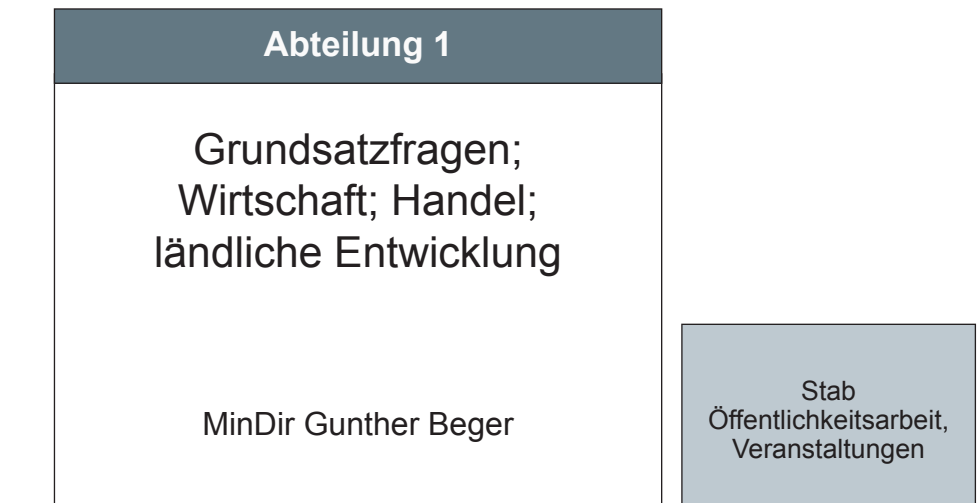 Abteilung 1
Grundsatzfragen;
Wirtschaft; Handel;
ländliche Entwicklung
MinDir Gunther Beger
Stab
Öffentlichkeitsarbeit,
Veranstaltungen